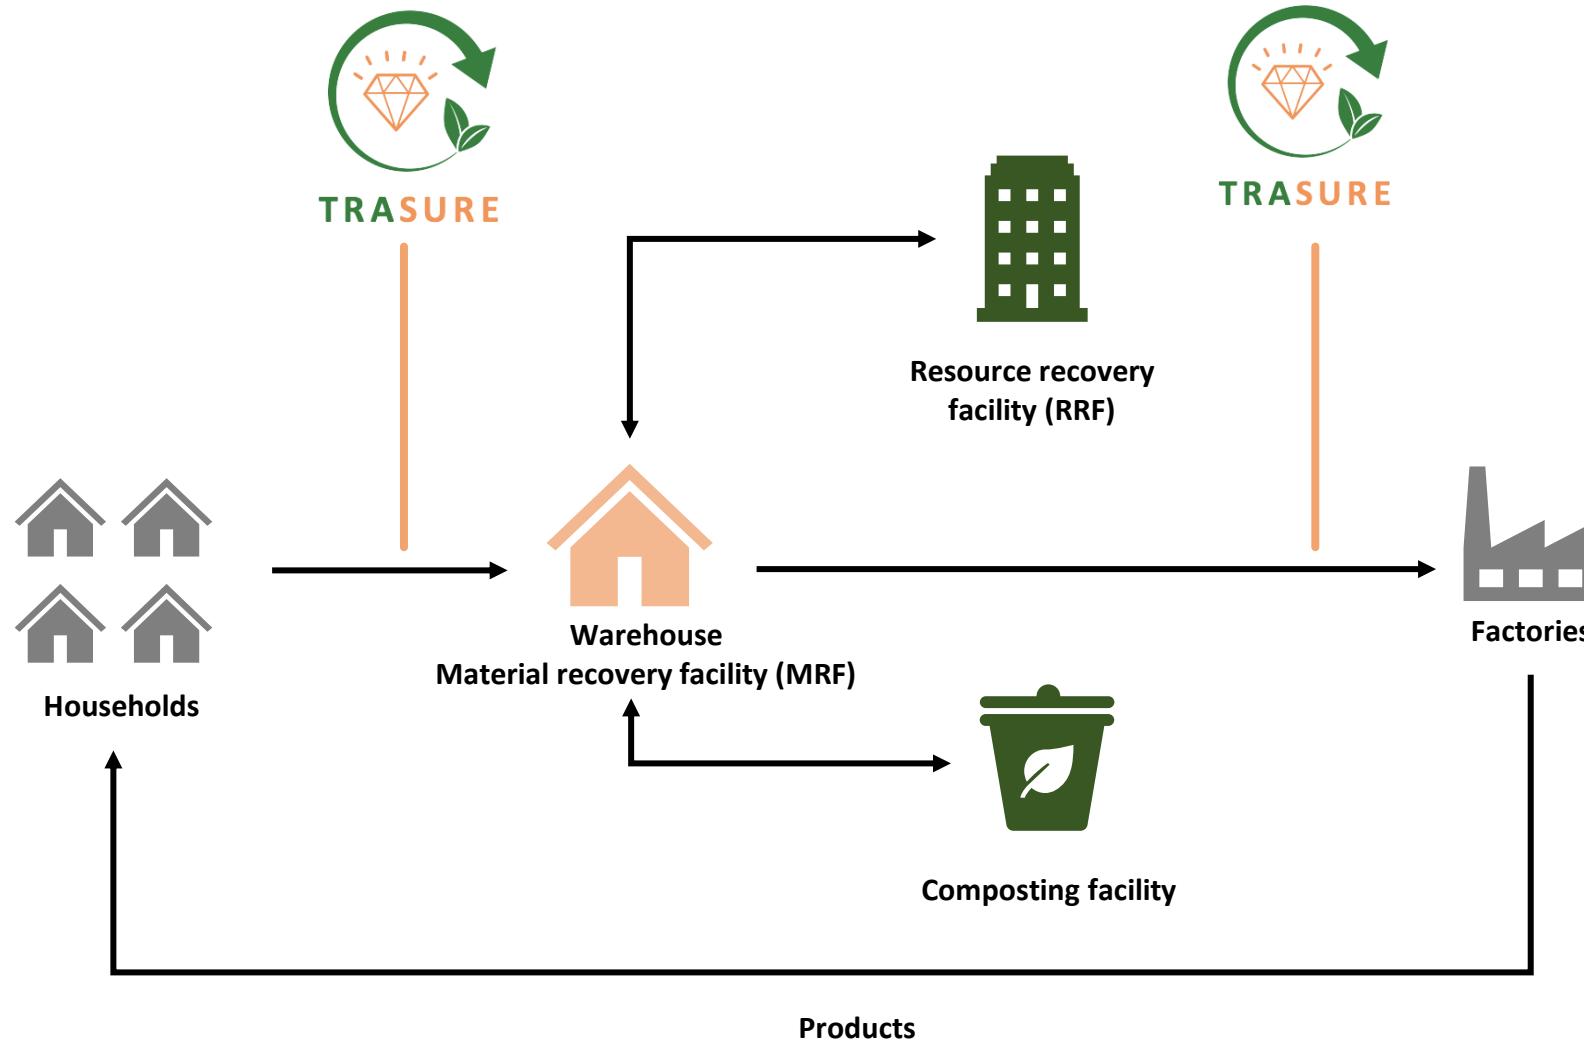 TRASURE
TRASURE
Resource recovery
facility (RRF)
Warehouse
Material recovery facility (MRF)
Factories
Households
Composting facility
Products